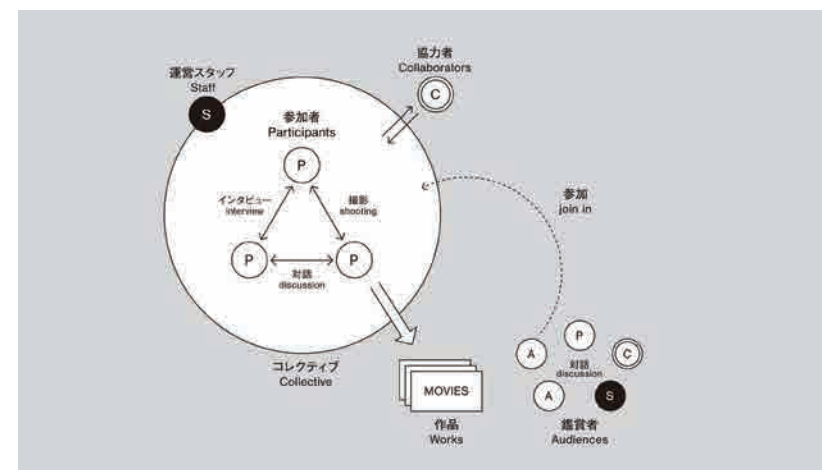 協力者
Collaborators
C
運営スタッフ
Staff
S
参加者
Participants
P
インタビュー
interview
撮影
shooting
P
P
対話
discussion
参加
join in
コレクティブ
Collective
MOVIES
作品
Works
P
A
C
対話
discussion
A
S
鑑賞者
Audiences